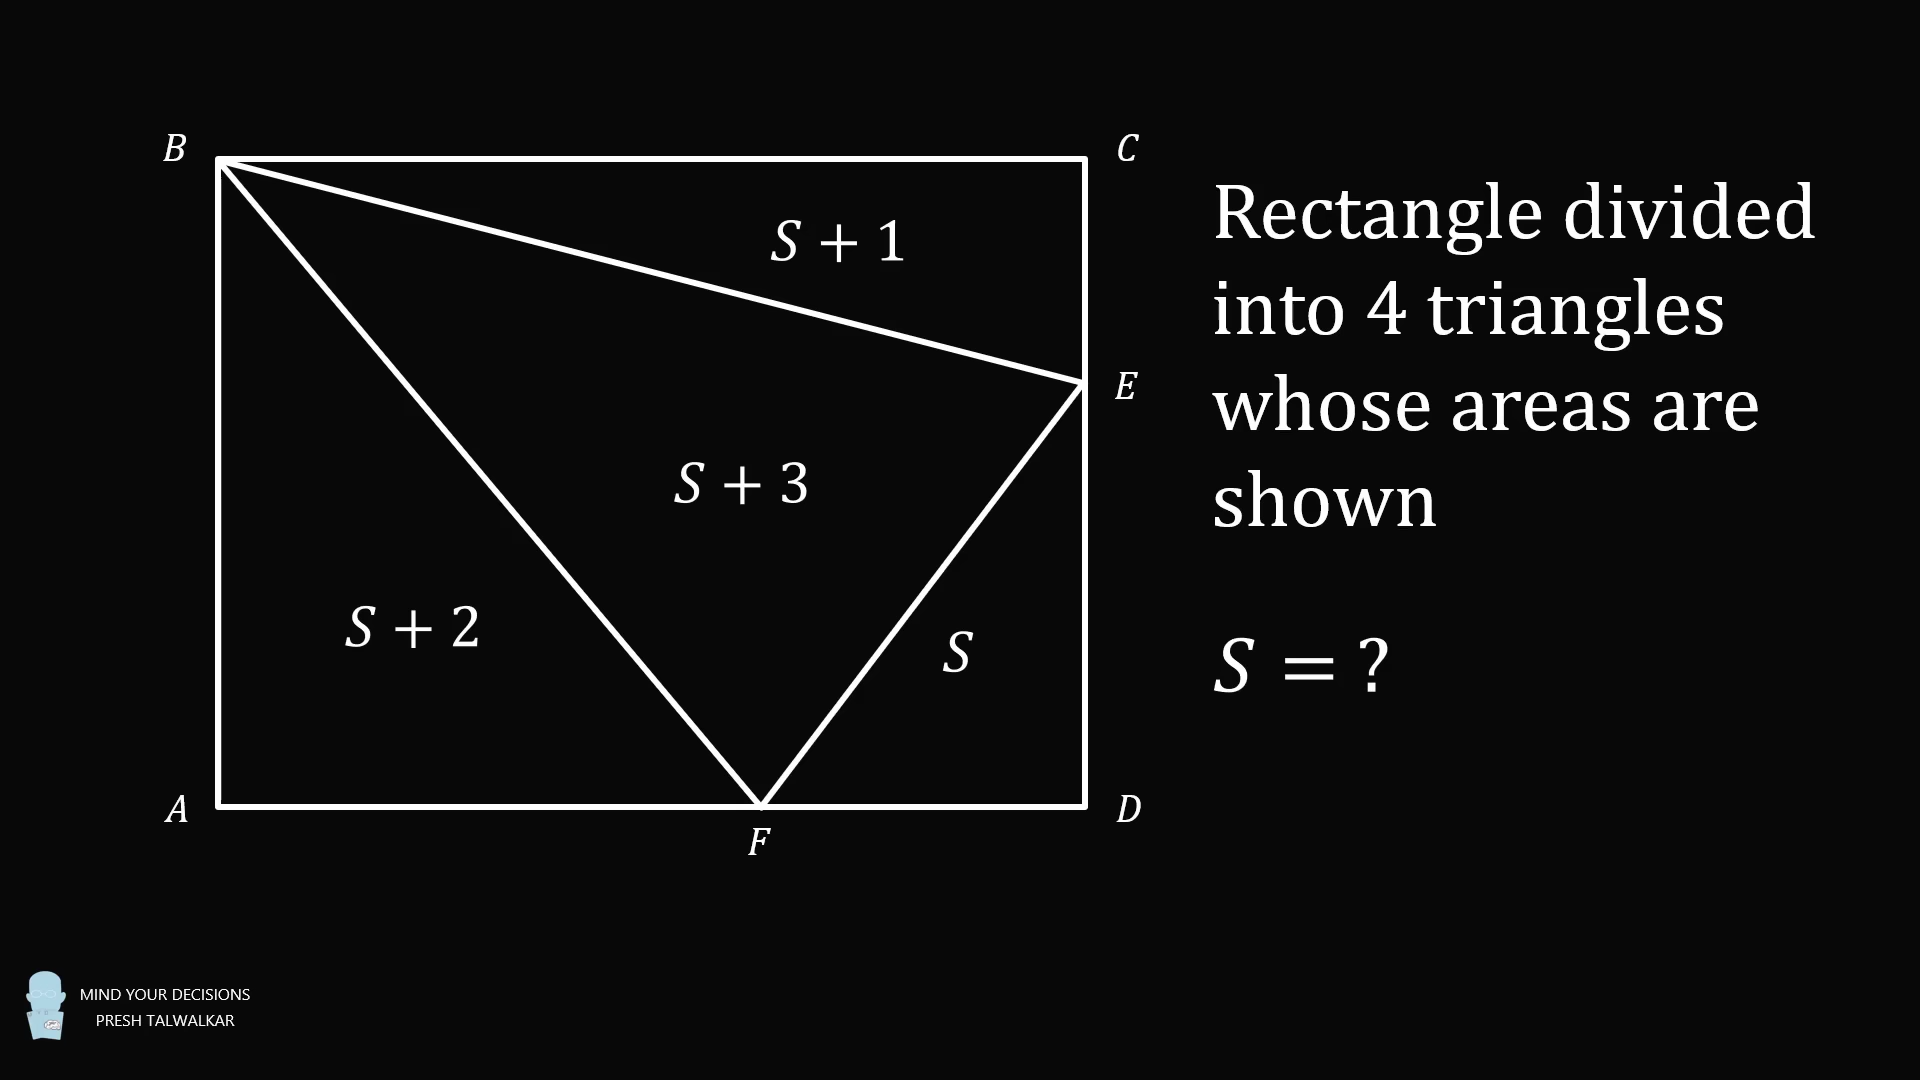 B
C
S + 1
E
S + 3
S + 2
S
A
D
F
Rectangle divided
into 4 triangles
whose areas are
shown
S = ?
MIND YOUR DECISIONS
PRESH TALWALKAR